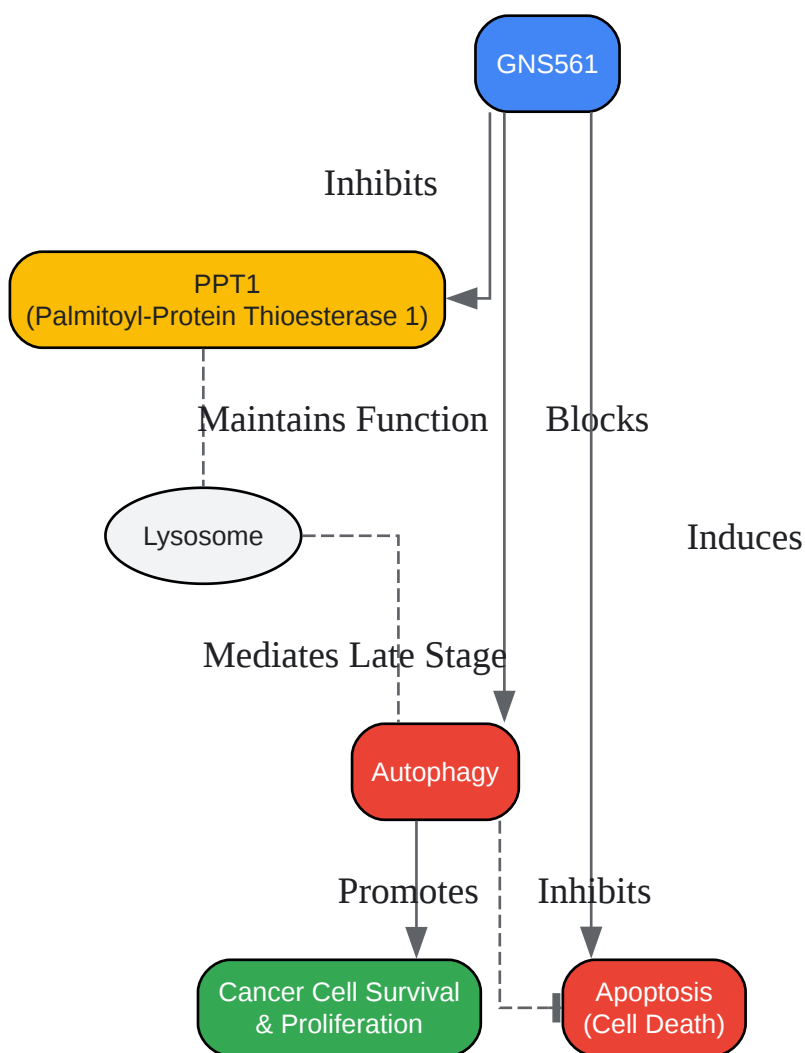 GNS561
Inhibits
PPT1
(Palmitoyl-Protein Thioesterase 1)
Maintains Function
Blocks
Lysosome
Induces
Mediates Late Stage
Autophagy
Promotes
Inhibits
Cancer Cell Survival
& Proliferation
Apoptosis
(Cell Death)